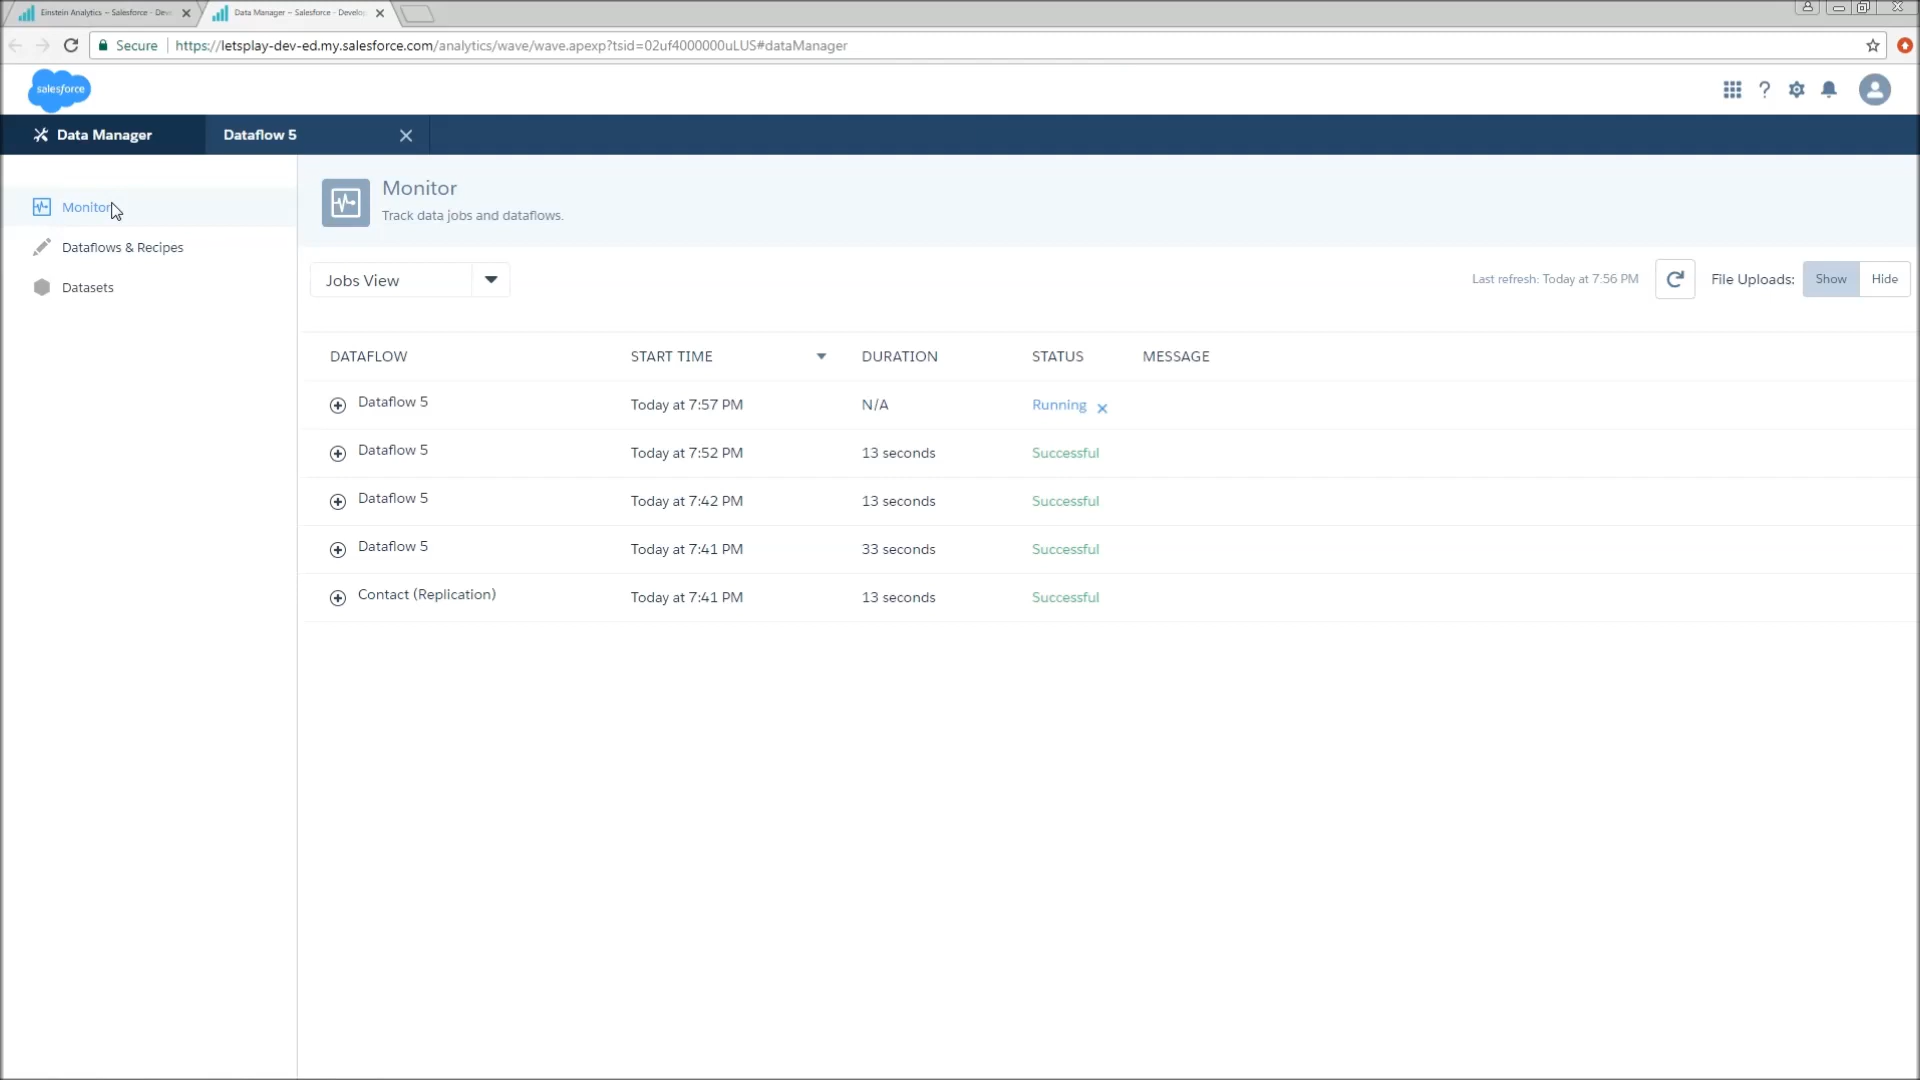 Einstein Analytics – Salesforce - Dev
Data Manager – Salesforce - Develo
Secure
https://letsplay-dev-ed.my.salesforce.com/analytics/wave/wave.apexp?tsid=02uf4000000uLUS#dataManager
salesforce
Data Manager
Dataflow 5
Monitor
Dataflows & Recipes
Datasets
Monitor
Track data jobs and dataflows.
Jobs View
Last refresh: Today at 7:56 PM
File Uploads:
Show
Hide
DATAFLOW START TIME DURATION STATUS MESSAGE
Dataflow 5 Today at 7:57 PM N/A Running
Dataflow 5 Today at 7:52 PM 13 seconds Successful
Dataflow 5 Today at 7:42 PM 13 seconds Successful
Dataflow 5 Today at 7:41 PM 33 seconds Successful
Contact (Replication) Today at 7:41 PM 13 seconds Successful